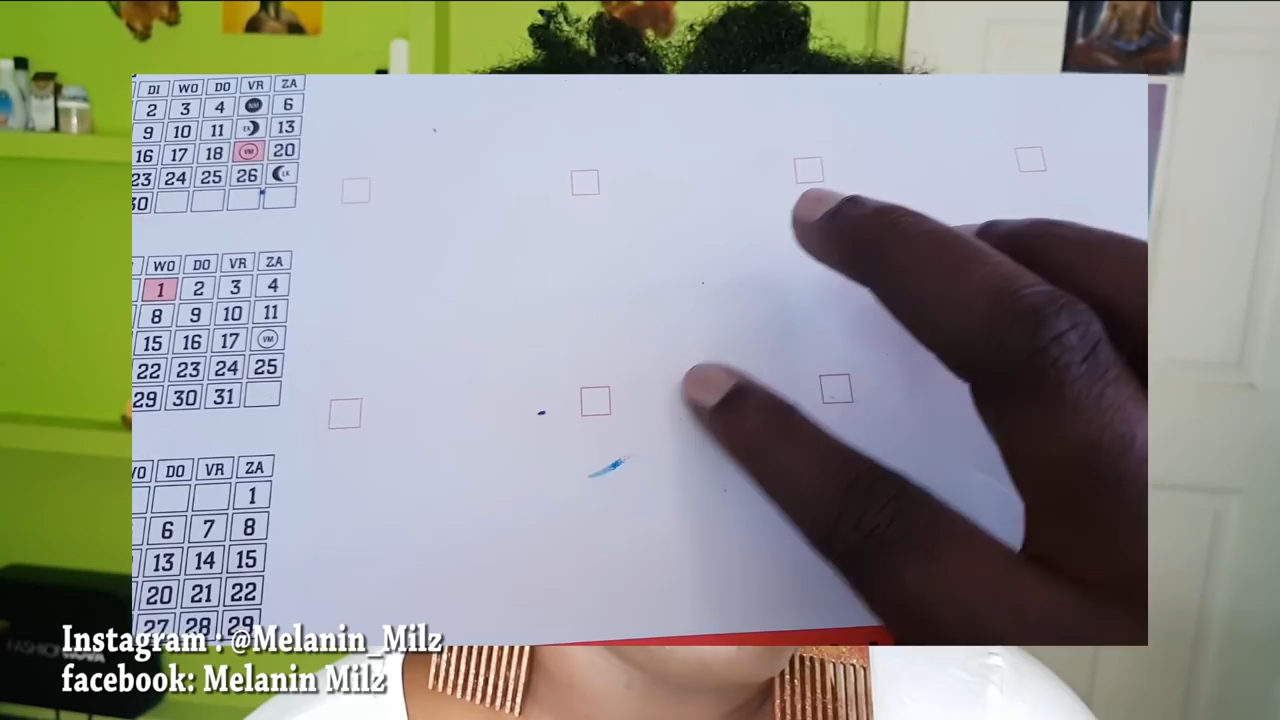 DI WO DO VR ZA
2 3 4 NM 6
9 10 11 EK 13
16 17 18 VM 20
23 24 25 26 LK
30
WO DO VR ZA
1 2 3 4
8 9 10 11
15 16 17 VM
22 23 24 25
29 30 31
WO DO VR ZA
1
6 7 8
13 14 15
20 21 22
27 28 29
FASHION NOVA
Instagram : @Melanin_Milz
facebook: Melanin Milz